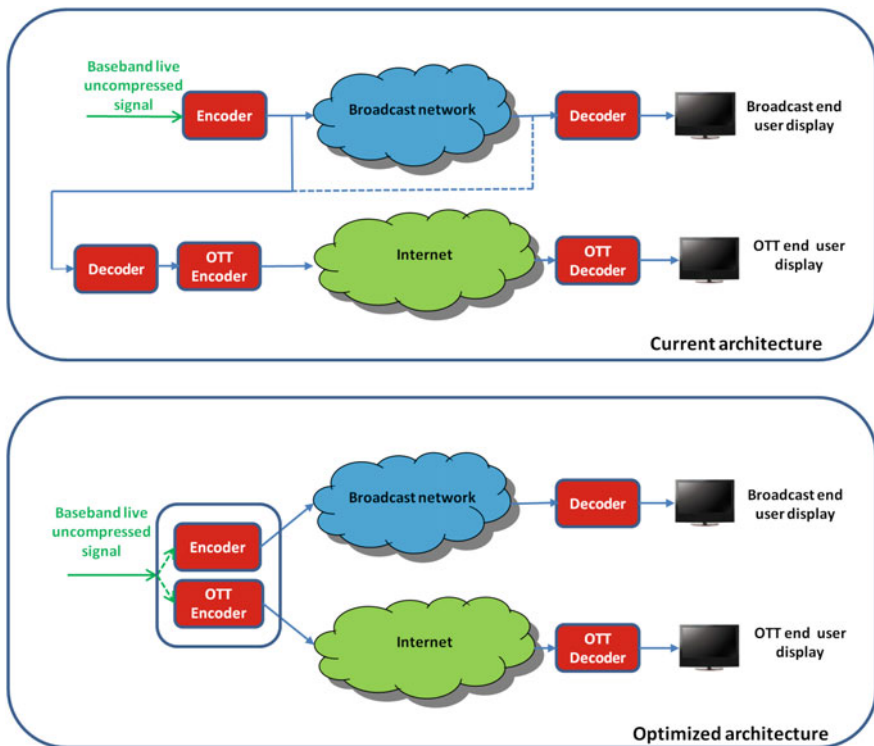 Baseband live
uncompressed
signal
Encoder
Broadcast network
Decoder
Broadcast end
user display
Decoder
OTT
Encoder
Internet
OTT
Decoder
OTT end user
display
Current architecture
Baseband live
uncompressed
signal
Encoder
OTT
Encoder
Broadcast network
Decoder
Broadcast end
user display
Internet
OTT
Decoder
OTT end user
display
Optimized architecture